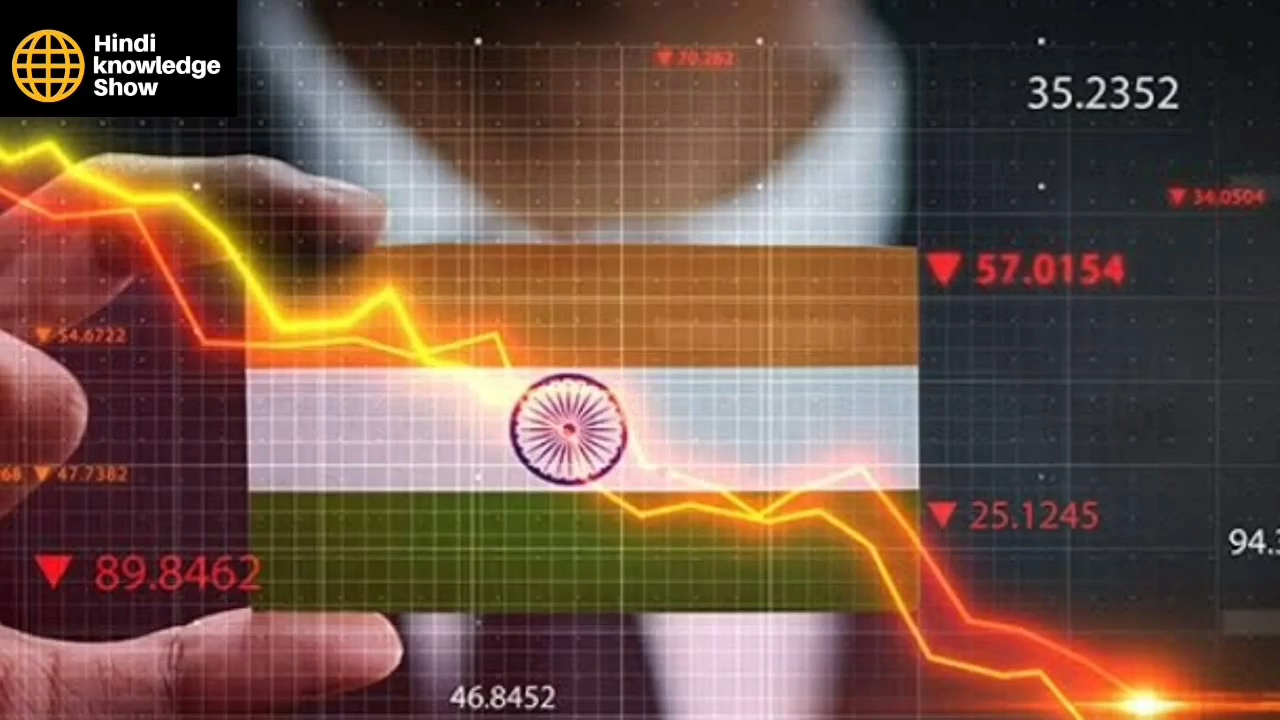 Hindi
knowledge
Show
▼ 70.262
35.2352
▼ 34.0504
▼ 57.0154
▼ 54.6722
68 ▼ 47.7382
▼ 25.1245
94.3
▼ 89.8462
46.8452